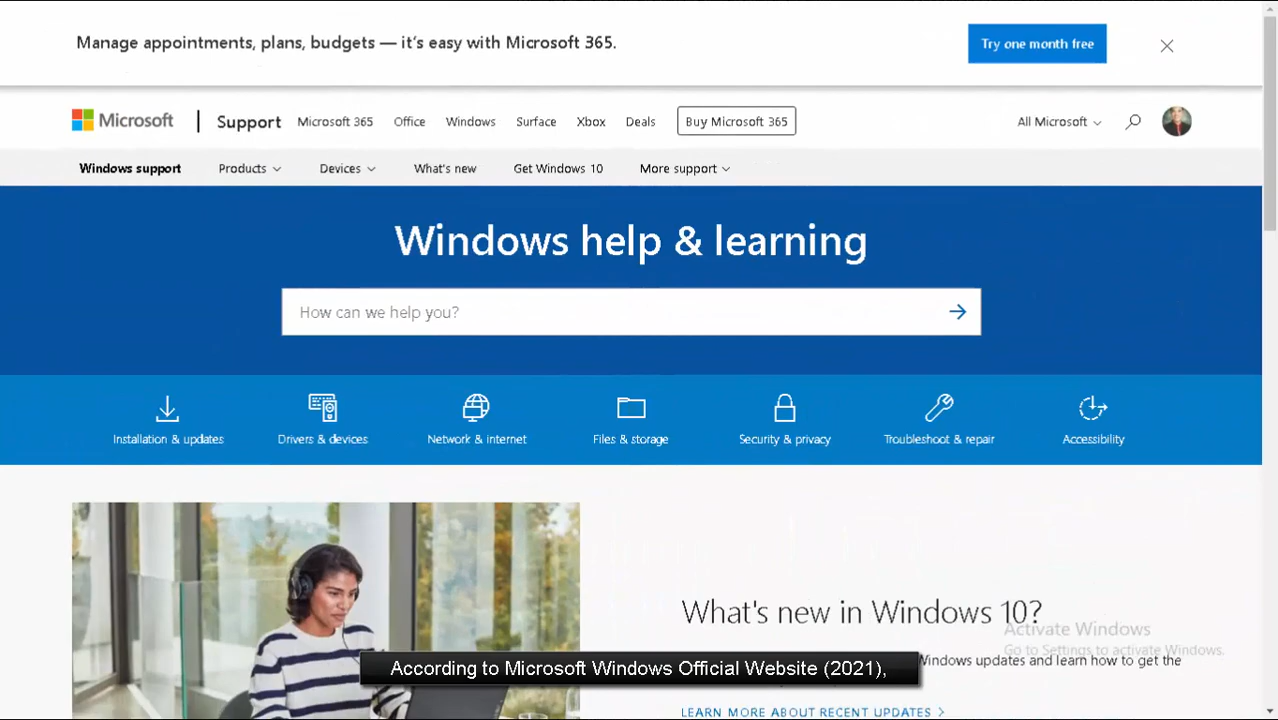 Manage appointments, plans, budgets — it's easy with Microsoft 365.
Try one month free
Microsoft Support Microsoft 365 Office Windows Surface Xbox Deals Buy Microsoft 365 All Microsoft
Windows support Products Devices What's new Get Windows 10 More support
Windows help & learning
How can we help you?
Installation & updates Drivers & devices Network & internet Files & storage Security & privacy Troubleshoot & repair Accessibility
What's new in Windows 10?
Activate Windows
Go to Settings to activate Windows.
Windows updates and learn how to get the
According to Microsoft Windows Official Website (2021),
LEARN MORE ABOUT RECENT UPDATES